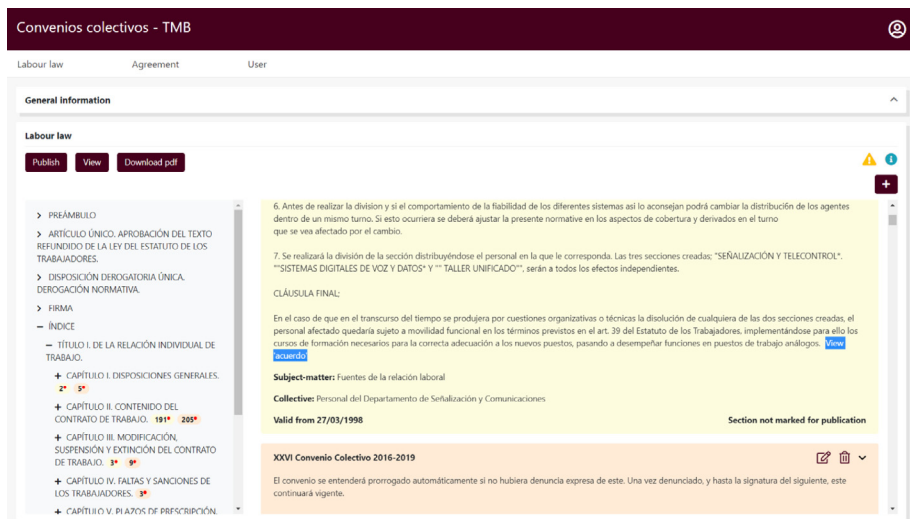 Convenios colectivos - TMB
Labour law Agreement User
General information
Labour law
Publish View Download pdf
PREÁMBULO
ARTÍCULO ÚNICO. APROBACIÓN DEL TEXTO
REFUNDIDO DE LA LEY DEL ESTATUTO DE LOS
TRABAJADORES.
DISPOSICIÓN DEROGATORIA ÚNICA.
DEROGACIÓN NORMATIVA.
FIRMA
ÍNDICE
TÍTULO I. DE LA RELACIÓN INDIVIDUAL DE
TRABAJO.
CAPÍTULO I. DISPOSICIONES GENERALES.
2* 5*
CAPÍTULO II. CONTENIDO DEL
CONTRATO DE TRABAJO. 191* 205*
CAPÍTULO III. MODIFICACIÓN,
SUSPENSIÓN Y EXTINCIÓN DEL CONTRATO
DE TRABAJO. 3* 9*
CAPÍTULO IV. FALTAS Y SANCIONES DE
LOS TRABAJADORES. 3*
CAPÍTULO V. PLAZOS DE PRESCRIPCIÓN.
6. Antes de realizar la division y si el comportamiento de la fiabilidad de los diferentes sistemas asi lo aconsejan podrá cambiar la distribución de los agentes
dentro de un mismo turno. Si esto ocurriera se deberá ajustar la presente normative en los aspectos de cobertura y derivados en el turno
que se vea afectado por el cambio.
7. Se realizará la división de la sección distribuyéndose el personal en la que le corresponda. Las tres secciones creadas; "SEÑALIZACIÓN Y TELECONTROL*.
""SISTEMAS DIGITALES DE VOZ Y DATOS* Y "" TALLER UNIFICADO"", serán a todos los efectos independientes.
CLÁUSULA FINAL;
En el caso de que en el transcurso del tiempo se produjera por cuestiones organizativas o técnicas la disolución de cualquiera de las dos secciones creadas, el
personal afectado quedaría sujeto a movilidad funcional en los términos previstos en el art. 39 del Estatuto de los Trabajadores, implementándose para ello los
cursos de formación necesarios para la correcta adecuación a los nuevos puestos, pasando a desempeñar funciones en puestos de trabajo análogos. View
'acuerdo'
Subject-matter: Fuentes de la relación laboral
Collective: Personal del Departamento de Señalización y Comunicaciones
Valid from 27/03/1998 Section not marked for publication
XXVI Convenio Colectivo 2016-2019
El convenio se entenderá prorrogado automáticamente si no hubiera denuncia expresa de este. Una vez denunciado, y hasta la signatura del siguiente, este
continuará vigente.